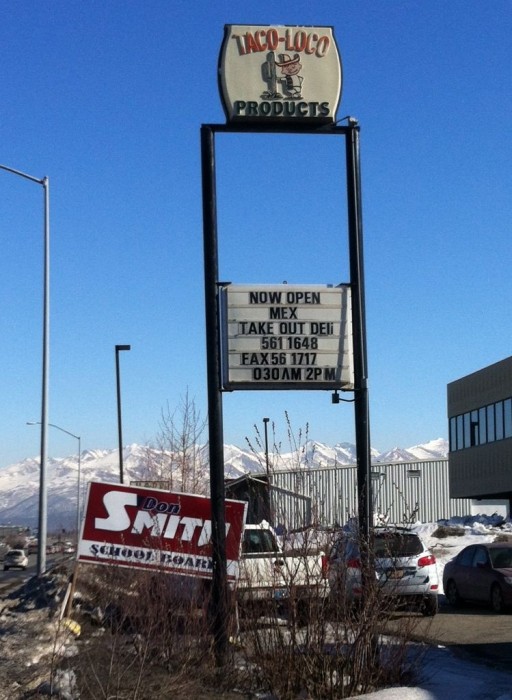 TACO-LOCO
PRODUCTS
NOW OPEN
MEX
TAKE OUT DELi
561 1648
FAX56 1717
030AM 2PM
Don
SMITH
SCHOOL BOARD